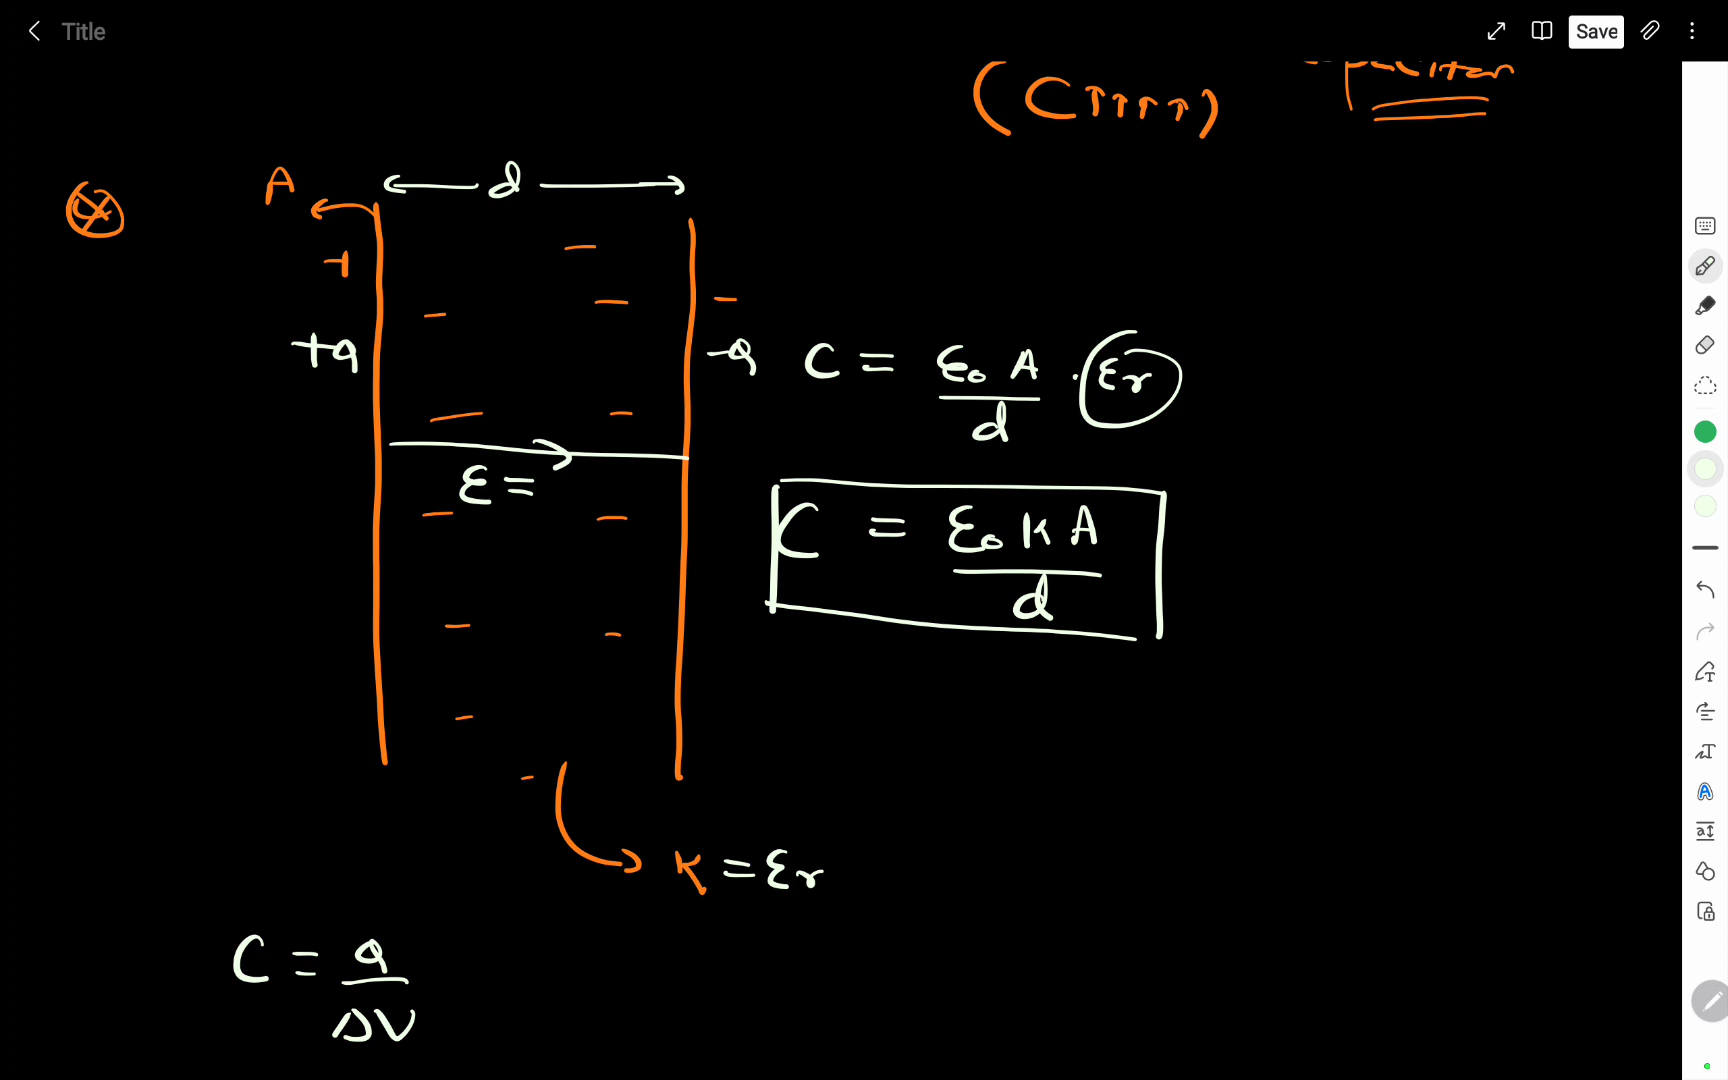 Title
Save
(C↑↑↑↑)
A
d
+
-
+Q
-Q
C = ε₀ A / d · εr
E =
C = ε₀ k A / d
K = εr
C = Q / ΔV